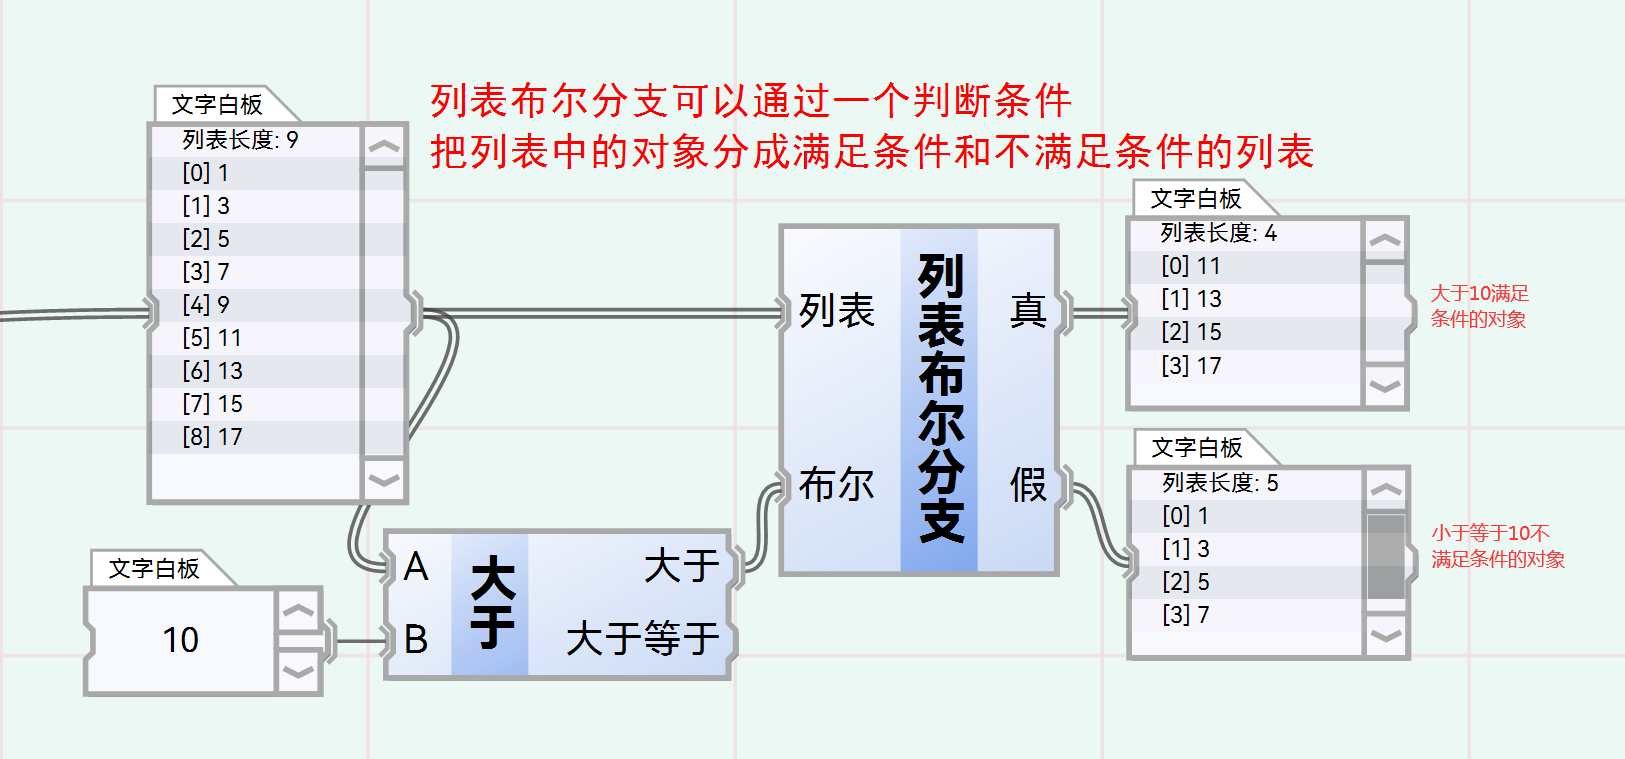 列表布尔分支可以通过一个判断条件
把列表中的对象分成满足条件和不满足条件的列表
文字白板
列表长度: 9
[0] 1
[1] 3
[2] 5
[3] 7
[4] 9
[5] 11
[6] 13
[7] 15
[8] 17
文字白板
10
A
B
大于
大于
大于等于
列表
布尔
列表布尔分支
真
假
文字白板
列表长度: 4
[0] 11
[1] 13
[2] 15
[3] 17
大于10满足
条件的对象
文字白板
列表长度: 5
[0] 1
[1] 3
[2] 5
[3] 7
小于等于10不
满足条件的对象